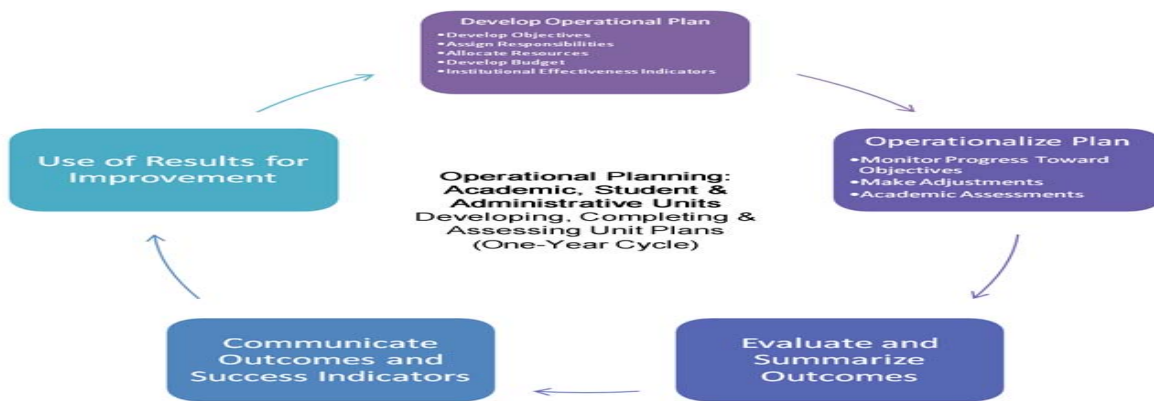 Develop Operational Plan
•Develop Objectives
•Assign Responsibilities
•Allocate Resources
•Develop Budget
•Institutional Effectiveness Indicators
Operationalize Plan
•Monitor Progress Toward
Objectives
•Make Adjustments
•Academic Assessments
Evaluate and
Summarize
Outcomes
Communicate
Outcomes and
Success Indicators
Use of Results for
Improvement
Operational Planning:
Academic, Student &
Administrative Units
Developing, Completing &
Assessing Unit Plans
(One-Year Cycle)